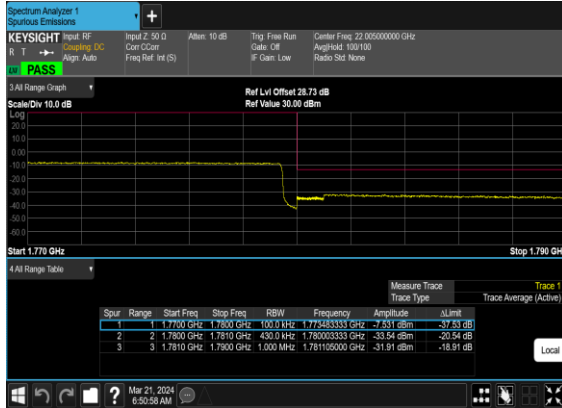 Spectrum Analyzer 1
Spurious Emissions
+
KEYSIGHT Input: RF Input Z: 50 Ω Atten: 10 dB Trig: Free Run Center Freq: 22.005000000 GHz
R T Coupling: DC Corr CCorr Gate: Off Avg|Hold: 100/100
Align: Auto Freq Ref: Int (S) IF Gain: Low Radio Std: None
PASS
3 All Range Graph Ref Lvl Offset 28.73 dB
Scale/Div 10.0 dB Ref Value 30.00 dBm
Log
20.0
10.0
0.00
-10.0
-20.0
-30.0
-40.0
-50.0
-60.0
Start 1.770 GHz Stop 1.790 GH
4 All Range Table
Measure Trace Trace 1
Trace Type Trace Average (Active)
Spur Range Start Freq Stop Freq RBW Frequency Amplitude ΔLimit
1 1 1.7700 GHz 1.7800 GHz 100.0 kHz 1.773483333 GHz -7.531 dBm -37.53 dB
2 2 1.7800 GHz 1.7810 GHz 430.0 kHz 1.780003333 GHz -33.54 dBm -20.54 dB
3 3 1.7810 GHz 1.7900 GHz 1.000 MHz 1.781105000 GHz -31.91 dBm -18.91 dB
Local
? Mar 21, 2024
6:50:58 AM